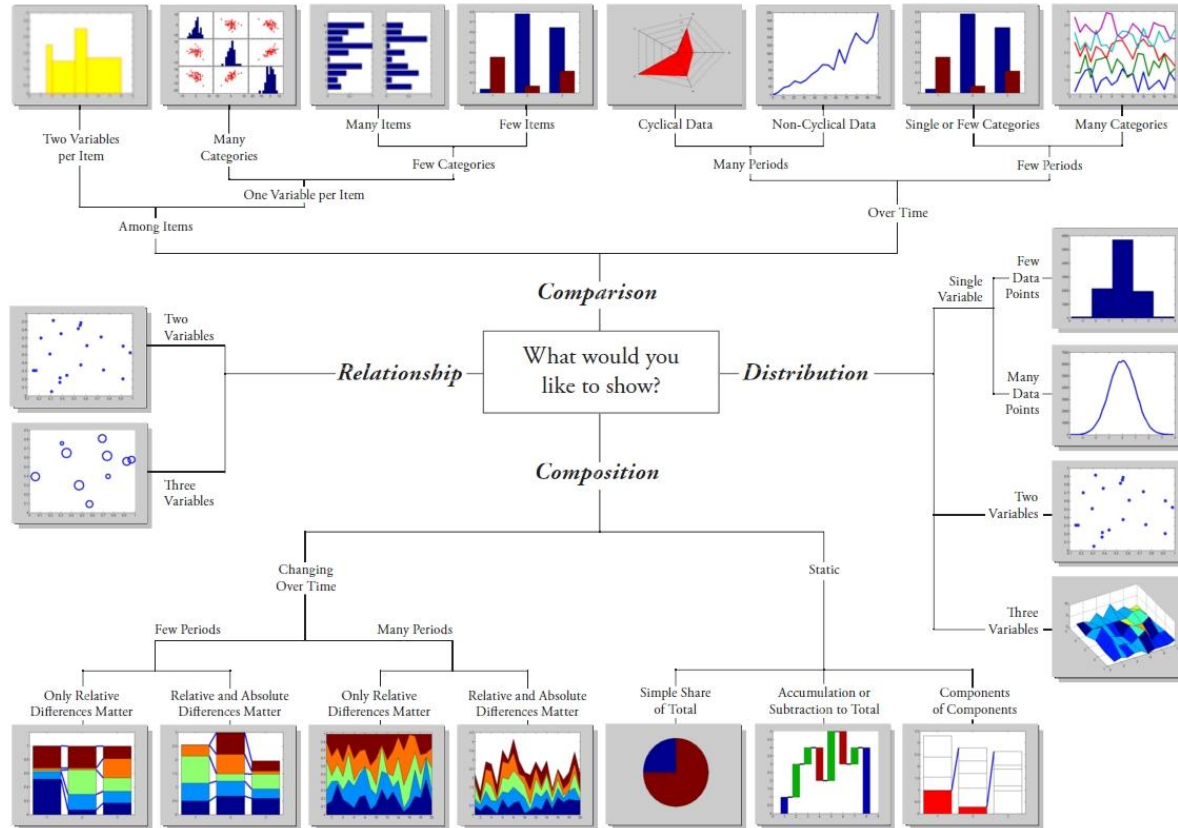 Two Variables
per Item
Many
Categories
Many Items
Few Items
Cyclical Data
Non-Cyclical Data
Single or Few Categories
Many Categories
Few Categories
Many Periods
Few Periods
One Variable per Item
Among Items
Over Time
Comparison
What would you
like to show?
Relationship
Two
Variables
Three
Variables
Distribution
Single
Variable
Few
Data
Points
Many
Data
Points
Two
Variables
Three
Variables
Composition
Changing
Over Time
Static
Few Periods
Many Periods
Only Relative
Differences Matter
Relative and Absolute
Differences Matter
Only Relative
Differences Matter
Relative and Absolute
Differences Matter
Simple Share
of Total
Accumulation or
Subtraction to Total
Components
of Components